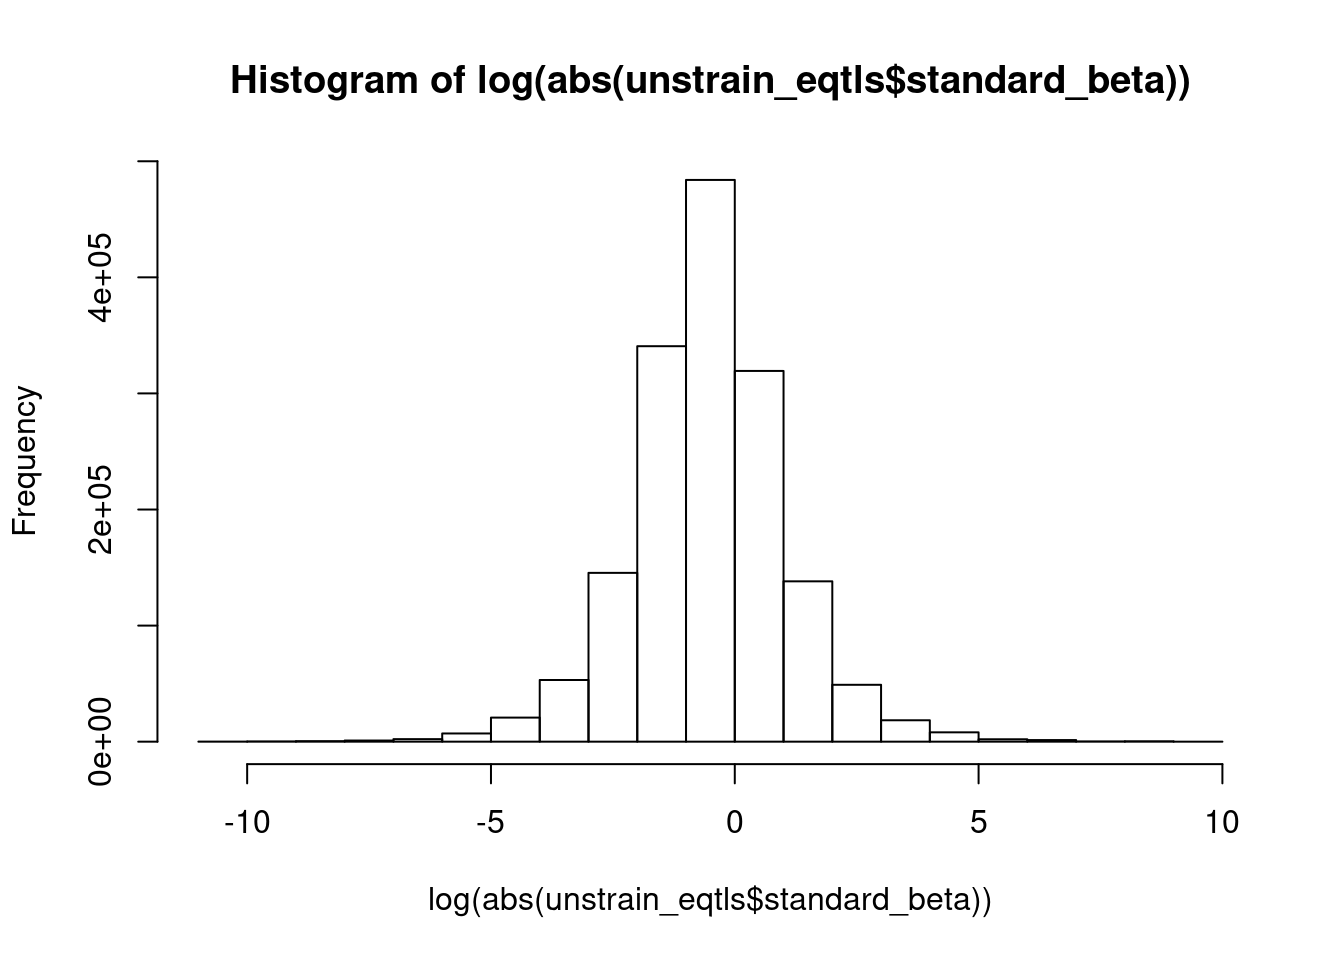 Histogram of log(abs(unstrain_eqtls$standard_beta))
Frequency
4e+05
2e+05
0e+00
-10 -5 0 5 10
log(abs(unstrain_eqtls$standard_beta))